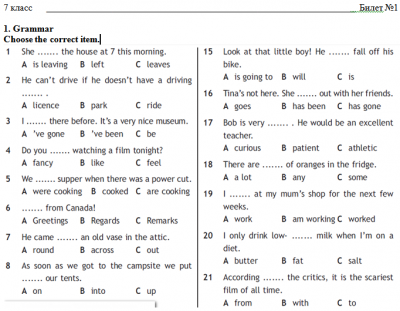 7 класс Билет №1
1. Grammar
Choose the correct item.
1 She ....... the house at 7 this morning.
A is leaving B left C leaves
2 He can't drive if he doesn't have a driving
....... .
A licence B park C ride
3 I ....... there before. It's a very nice museum.
A 've gone B 've been C be
4 Do you ....... watching a film tonight?
A fancy B like C feel
5 We ....... supper when there was a power cut.
A were cooking B cooked C are cooking
6 ....... from Canada!
A Greetings B Regards C Remarks
7 He came ....... an old vase in the attic.
A round B across C out
8 As soon as we got to the campsite we put
....... our tents.
A on B into C up
15 Look at that little boy! He ....... fall off his
bike.
A is going to B will C is
16 Tina's not here. She ....... out with her friends.
A goes B has been C has gone
17 Bob is very ....... . He would be an excellent
teacher.
A curious B patient C athletic
18 There are ....... of oranges in the fridge.
A a lot B any C some
19 I ....... at my mum's shop for the next few
weeks.
A work B am working C worked
20 I only drink low- ....... milk when I'm on a
diet.
A butter B fat C salt
21 According ....... the critics, it is the scariest
film of all time.
A from B with C to